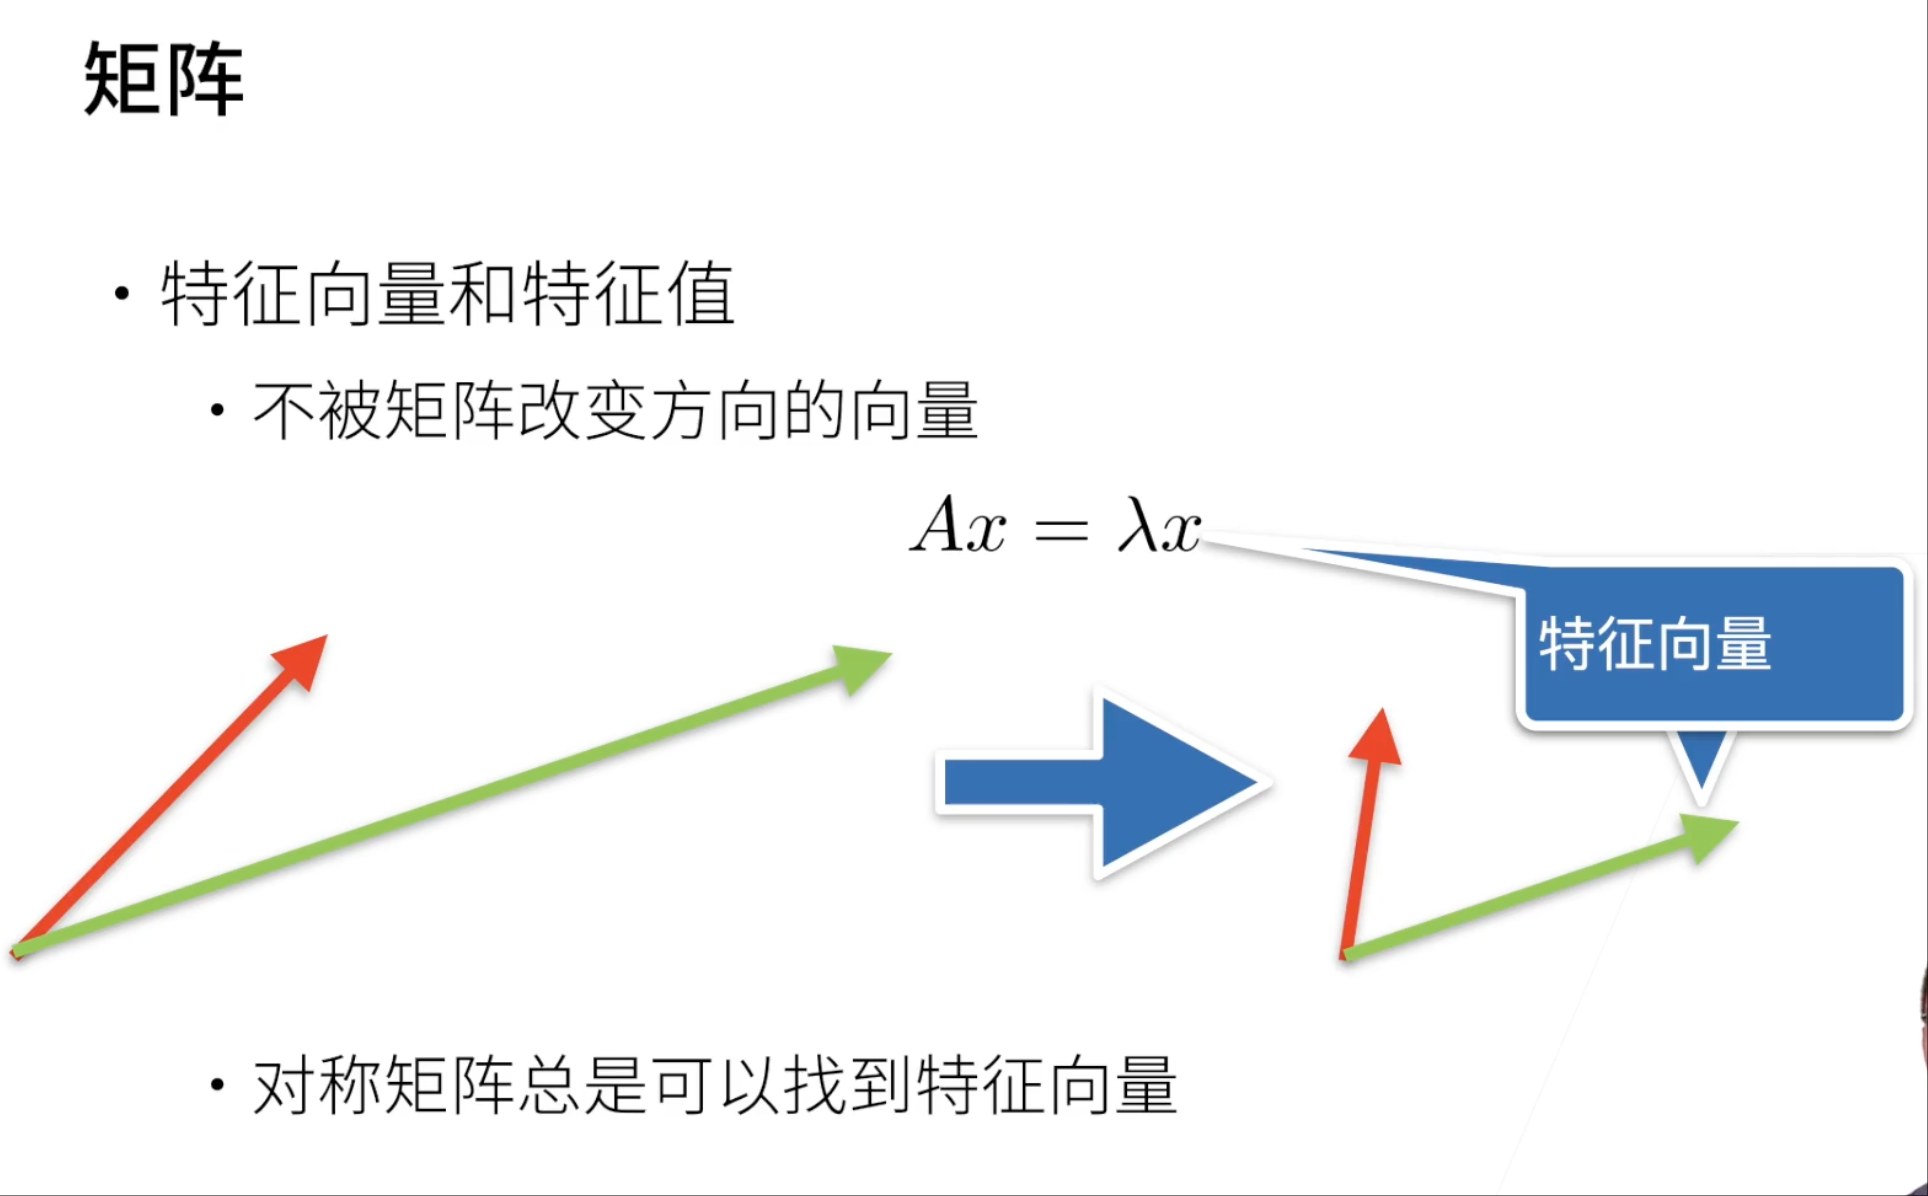 矩阵
• 特征向量和特征值
• 不被矩阵改变方向的向量
Ax = λx
特征向量
• 对称矩阵总是可以找到特征向量